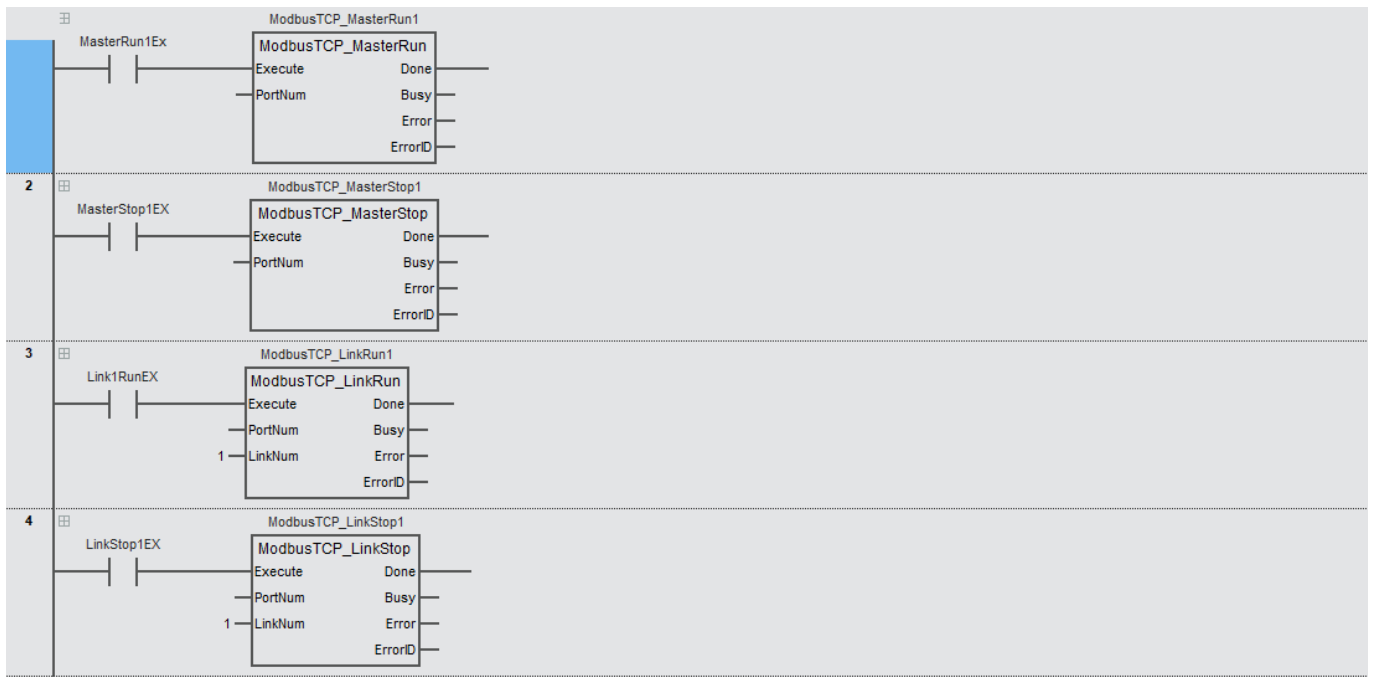 ModbusTCP_MasterRun1
MasterRun1Ex
ModbusTCP_MasterRun
Execute Done
PortNum Busy
Error
ErrorID
2
ModbusTCP_MasterStop1
MasterStop1EX
ModbusTCP_MasterStop
Execute Done
PortNum Busy
Error
ErrorID
3
ModbusTCP_LinkRun1
Link1RunEX
ModbusTCP_LinkRun
Execute Done
PortNum Busy
1 LinkNum Error
ErrorID
4
ModbusTCP_LinkStop1
LinkStop1EX
ModbusTCP_LinkStop
Execute Done
PortNum Busy
1 LinkNum Error
ErrorID